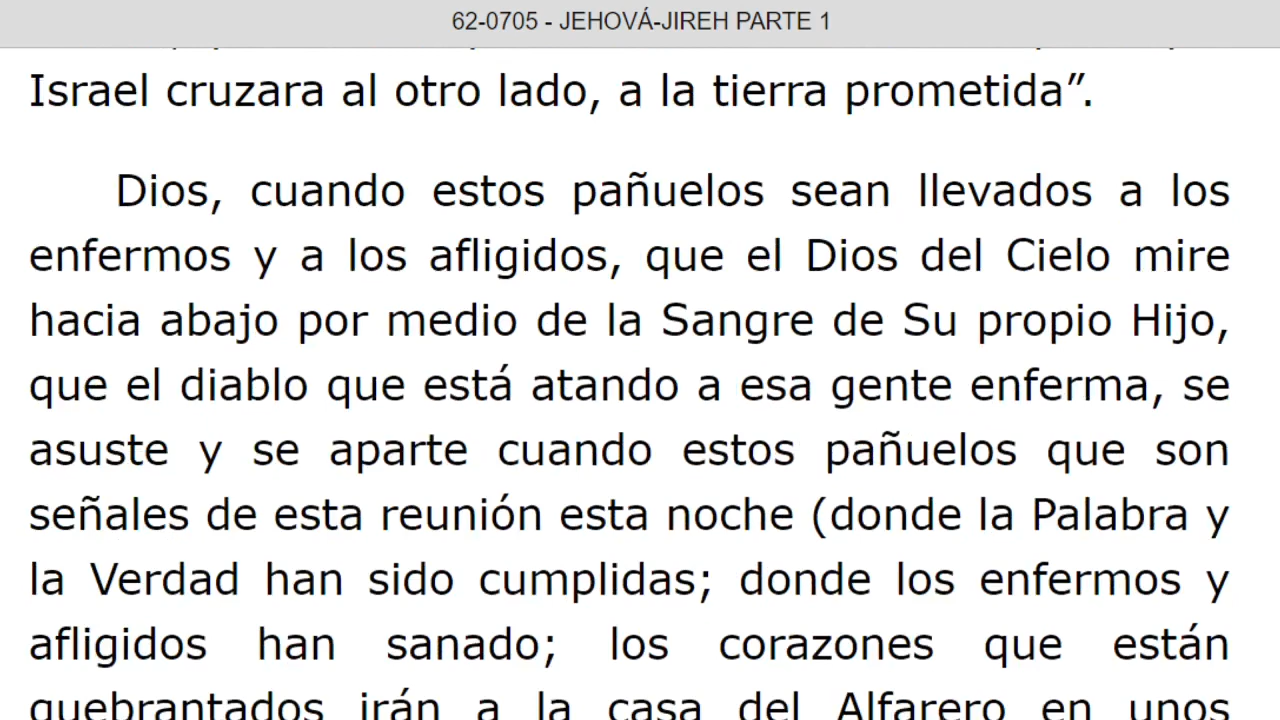 62-0705 - JEHOVÁ-JIREH PARTE 1
Israel cruzara al otro lado, a la tierra prometida”.
Dios, cuando estos pañuelos sean llevados a los
enfermos y a los afligidos, que el Dios del Cielo mire
hacia abajo por medio de la Sangre de Su propio Hijo,
que el diablo que está atando a esa gente enferma, se
asuste y se aparte cuando estos pañuelos que son
señales de esta reunión esta noche (donde la Palabra y
la Verdad han sido cumplidas; donde los enfermos y
afligidos han sanado; los corazones que están
quebrantados irán a la casa del Alfarero en unos